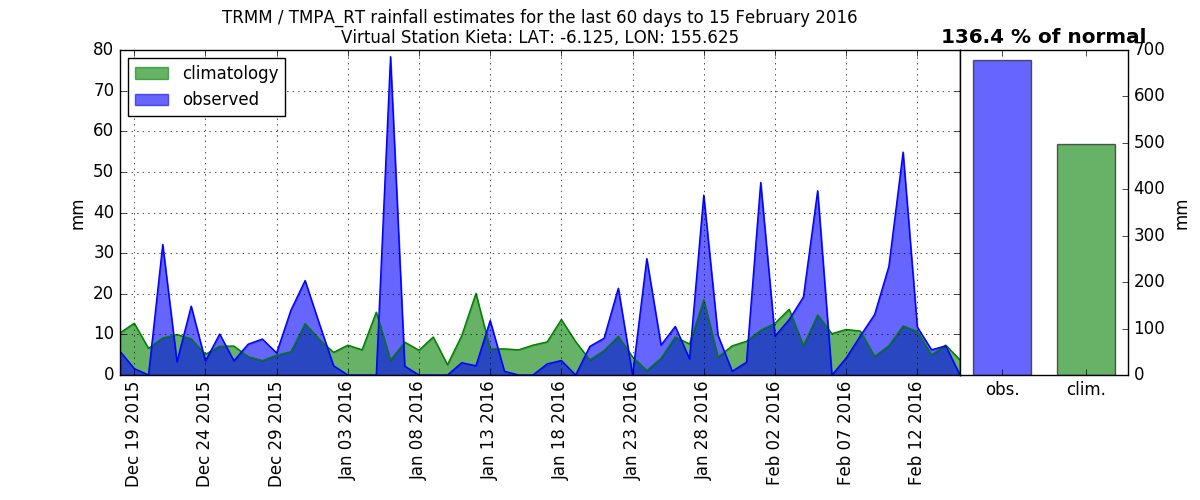 TRMM / TMPA_RT rainfall estimates for the last 60 days to 15 February 2016
Virtual Station Kieta: LAT: -6.125, LON: 155.625
136.4 % of normal
climatology
observed
80
70
60
50
40
30
20
10
0
mm
Dec 19 2015
Dec 24 2015
Dec 29 2015
Jan 03 2016
Jan 08 2016
Jan 13 2016
Jan 18 2016
Jan 23 2016
Jan 28 2016
Feb 02 2016
Feb 07 2016
Feb 12 2016
obs.
clim.
700
600
500
400
300
200
100
0
mm